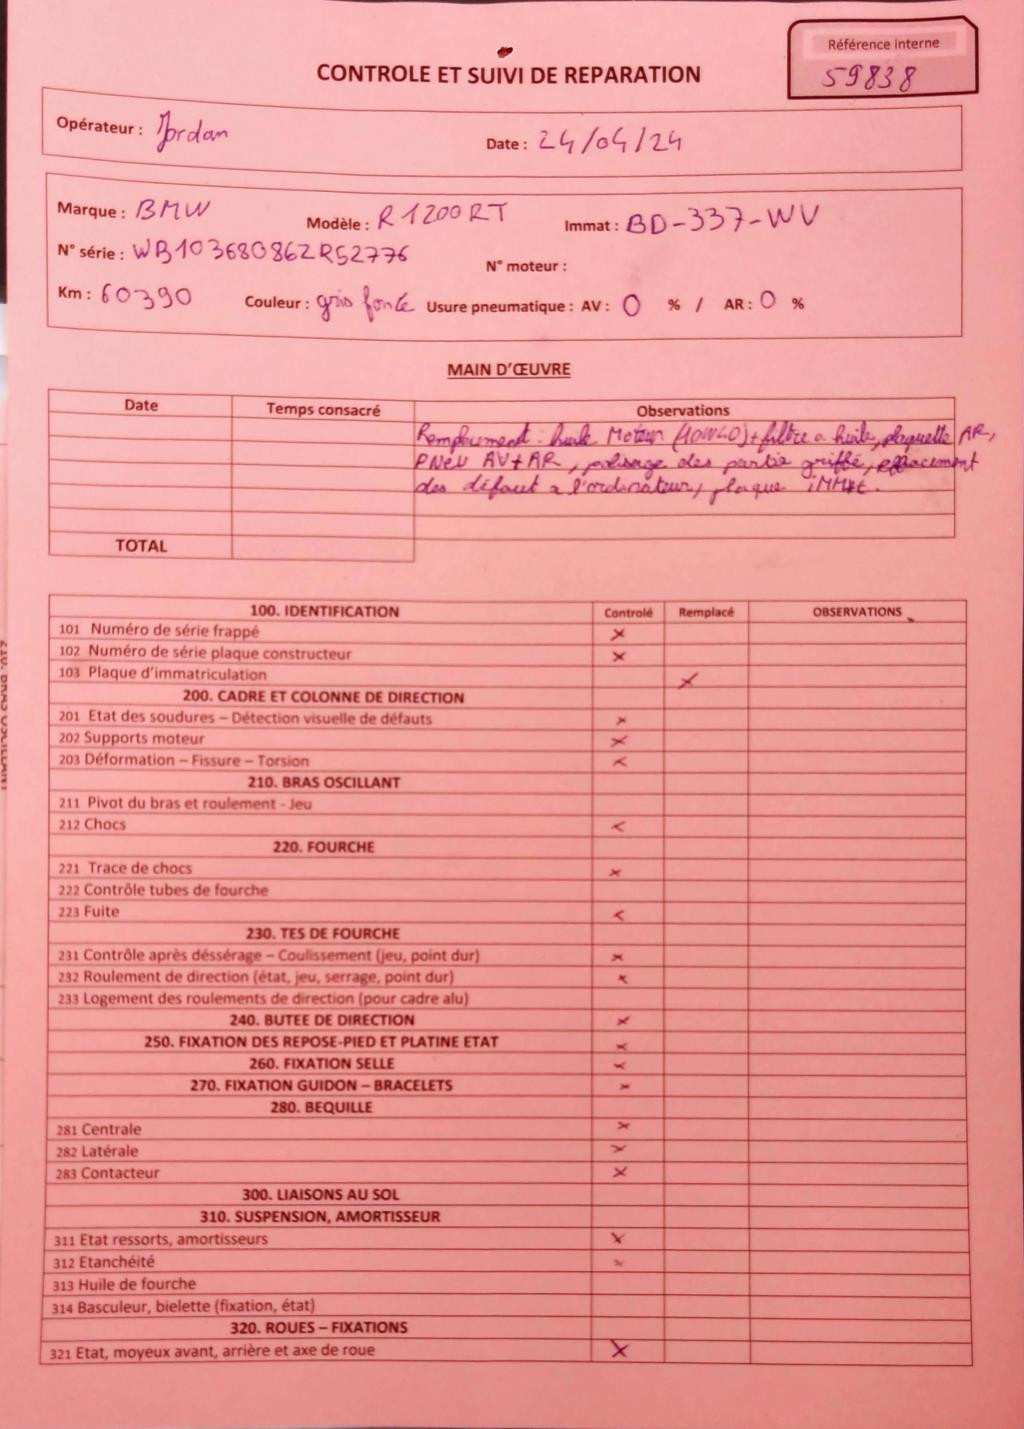 Référence interne
59838
CONTROLE ET SUIVI DE REPARATION
Opérateur : Jordan Date : 24/04/24
Marque : BMW Modèle : R1200RT Immat : BD-337-WV
N° série : WB103680862R52776 N° moteur :
Km : 60390 Couleur : gris foncé Usure pneumatique : AV : 0 % / AR : 0 %
MAIN D'ŒUVRE
Date Temps consacré Observations
Remplacement : huile Moteur (10W40) + filtre a huile, plaquette AR,
PNeu AV+AR, polissage des partie griffé, effacement
des défaut a l'ordinateur, plaque iMMat.
TOTAL
100. IDENTIFICATION Controlé Remplacé OBSERVATIONS
101 Numéro de série frappé x
102 Numéro de série plaque constructeur x
103 Plaque d'immatriculation x
200. CADRE ET COLONNE DE DIRECTION
201 Etat des soudures – Détection visuelle de défauts x
202 Supports moteur x
203 Déformation – Fissure – Torsion x
210. BRAS OSCILLANT
211 Pivot du bras et roulement - Jeu
212 Chocs x
220. FOURCHE
221 Trace de chocs x
222 Contrôle tubes de fourche
223 Fuite x
230. TES DE FOURCHE
231 Contrôle après déssérage – Coulissement (jeu, point dur) x
232 Roulement de direction (état, jeu, serrage, point dur) x
233 Logement des roulements de direction (pour cadre alu)
240. BUTEE DE DIRECTION x
250. FIXATION DES REPOSE-PIED ET PLATINE ETAT x
260. FIXATION SELLE x
270. FIXATION GUIDON – BRACELETS x
280. BEQUILLE
281 Centrale x
282 Latérale x
283 Contacteur x
300. LIAISONS AU SOL
310. SUSPENSION, AMORTISSEUR
311 Etat ressorts, amortisseurs x
312 Etanchéité x
313 Huile de fourche
314 Basculeur, bielette (fixation, état)
320. ROUES – FIXATIONS
321 Etat, moyeux avant, arrière et axe de roue x